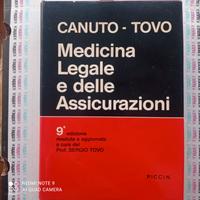 CANUTO - TOVO
Medicina
Legale
e delle
Assicurazioni
9ª edizione
riveduta e aggiornata
a cura del
Prof. SERGIO TOVO
PICCIN
REDMI NOTE 9
AI QUAD CAMERA